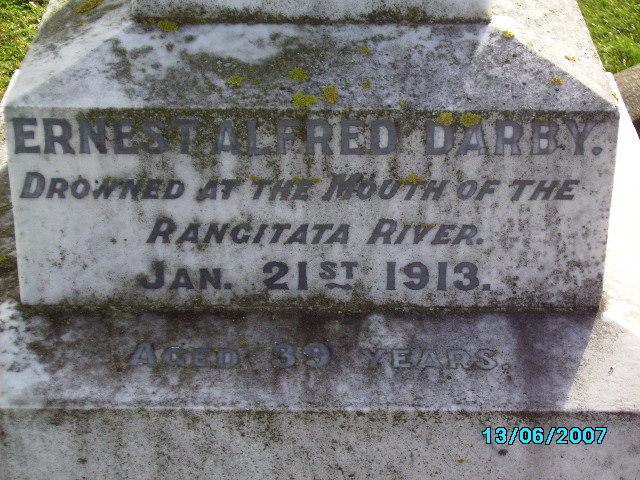 ERNEST ALFRED DARBY.
DROWNED AT THE MOUTH OF THE
RANGITATA RIVER.
JAN. 21ST 1913.
AGED 39 YEARS.
13/06/2007